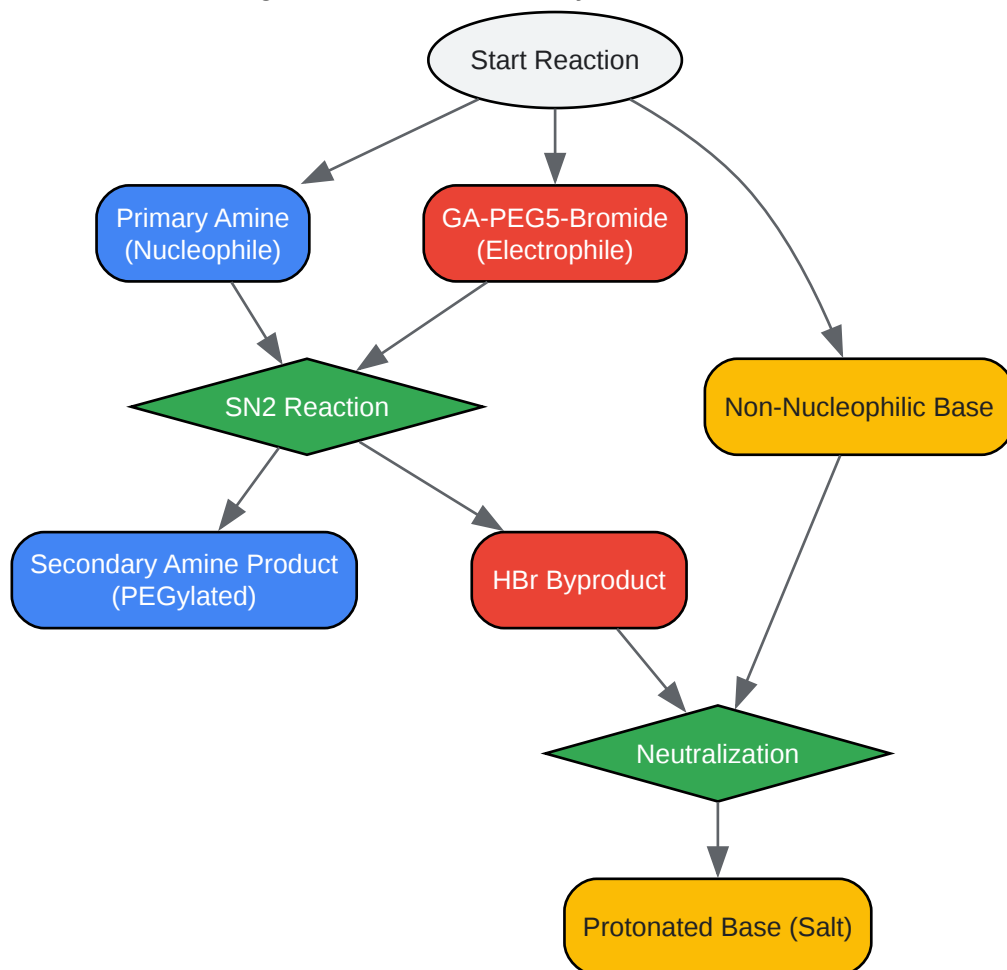 Start Reaction
Primary Amine
(Nucleophile)
GA-PEG5-Bromide
(Electrophile)
SN2 Reaction
Non-Nucleophilic Base
Secondary Amine Product
(PEGylated)
HBr Byproduct
Neutralization
Protonated Base (Salt)